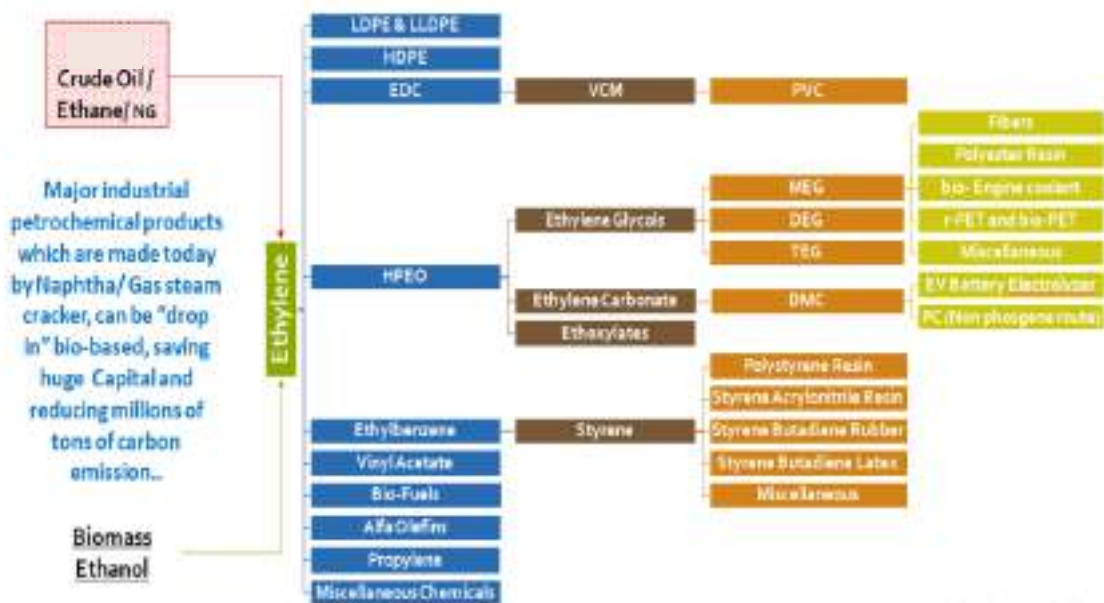 Crude Oil /
Ethane/ NG
Major industrial
petrochemical products
which are made today
by Naphtha/ Gas steam
cracker, can be "drop
in" bio-based, saving
huge Capital and
reducing millions of
tons of carbon
emission...
Biomass
Ethanol
Ethylene
LDPE & LLDPE
HDPE
EDC
HPEO
Ethylbenzene
Vinyl Acetate
Bio-Fuels
Alfa Olefins
Propylene
Miscellaneous Chemicals
VCM
Ethylene Glycols
Ethylene Carbonate
Ethoxylates
Styrene
PVC
MEG
DEG
TEG
DMC
Polystyrene Resin
Styrene Acrylonitrile Resin
Styrene Butadiene Rubber
Styrene Butadiene Latex
Miscellaneous
Fibers
Polyester Resin
bio- Engine coolant
r-PET and bio-PET
Miscellaneous
EV Battery Electrolyzer
PC (Non phosgene route)